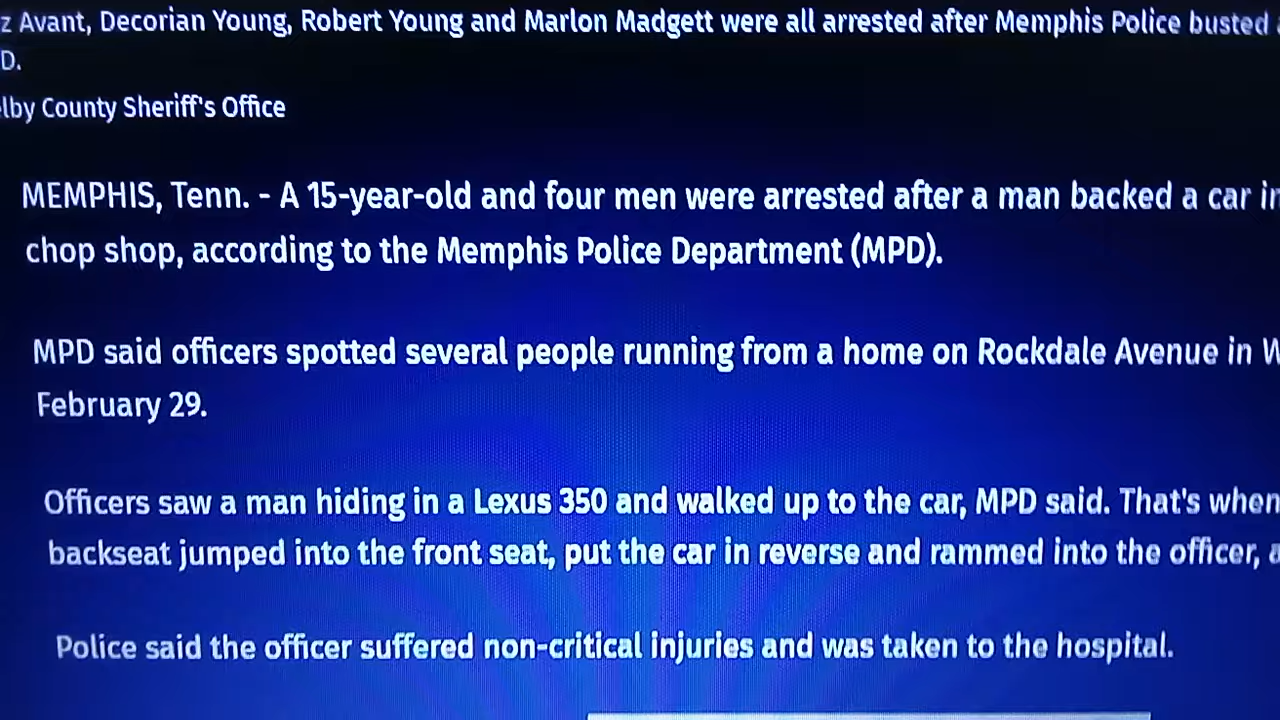 z Avant, Decorian Young, Robert Young and Marlon Madgett were all arrested after Memphis Police busted
D.
lby County Sheriff's Office
MEMPHIS, Tenn. - A 15-year-old and four men were arrested after a man backed a car in
chop shop, according to the Memphis Police Department (MPD).
MPD said officers spotted several people running from a home on Rockdale Avenue in W
February 29.
Officers saw a man hiding in a Lexus 350 and walked up to the car, MPD said. That's when
backseat jumped into the front seat, put the car in reverse and rammed into the officer, a
Police said the officer suffered non-critical injuries and was taken to the hospital.